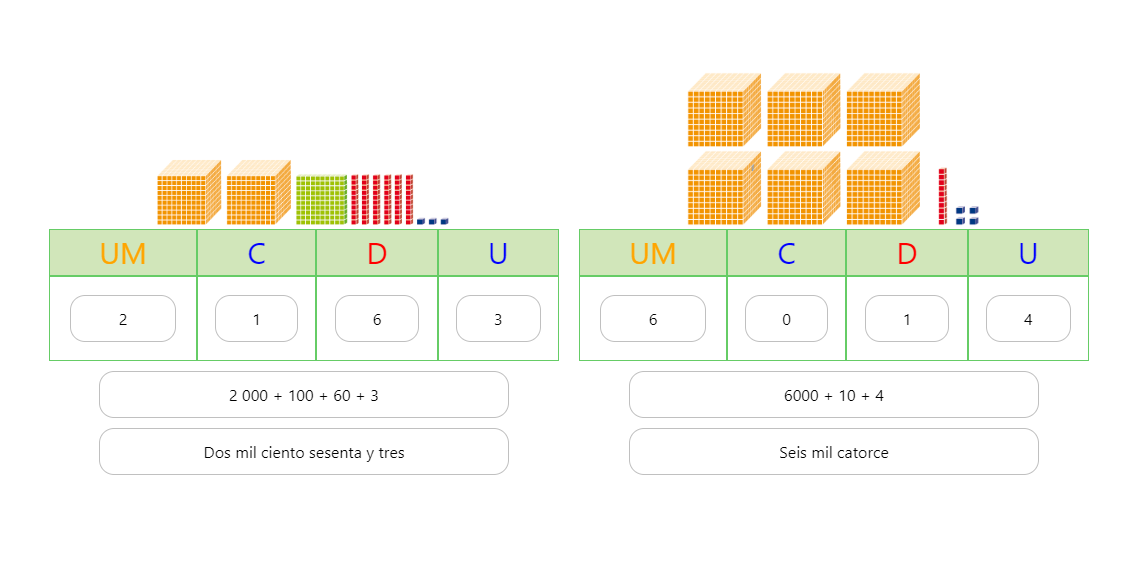 UM C D U
2 1 6 3
2 000 + 100 + 60 + 3
Dos mil ciento sesenta y tres
UM C D U
6 0 1 4
6000 + 10 + 4
Seis mil catorce